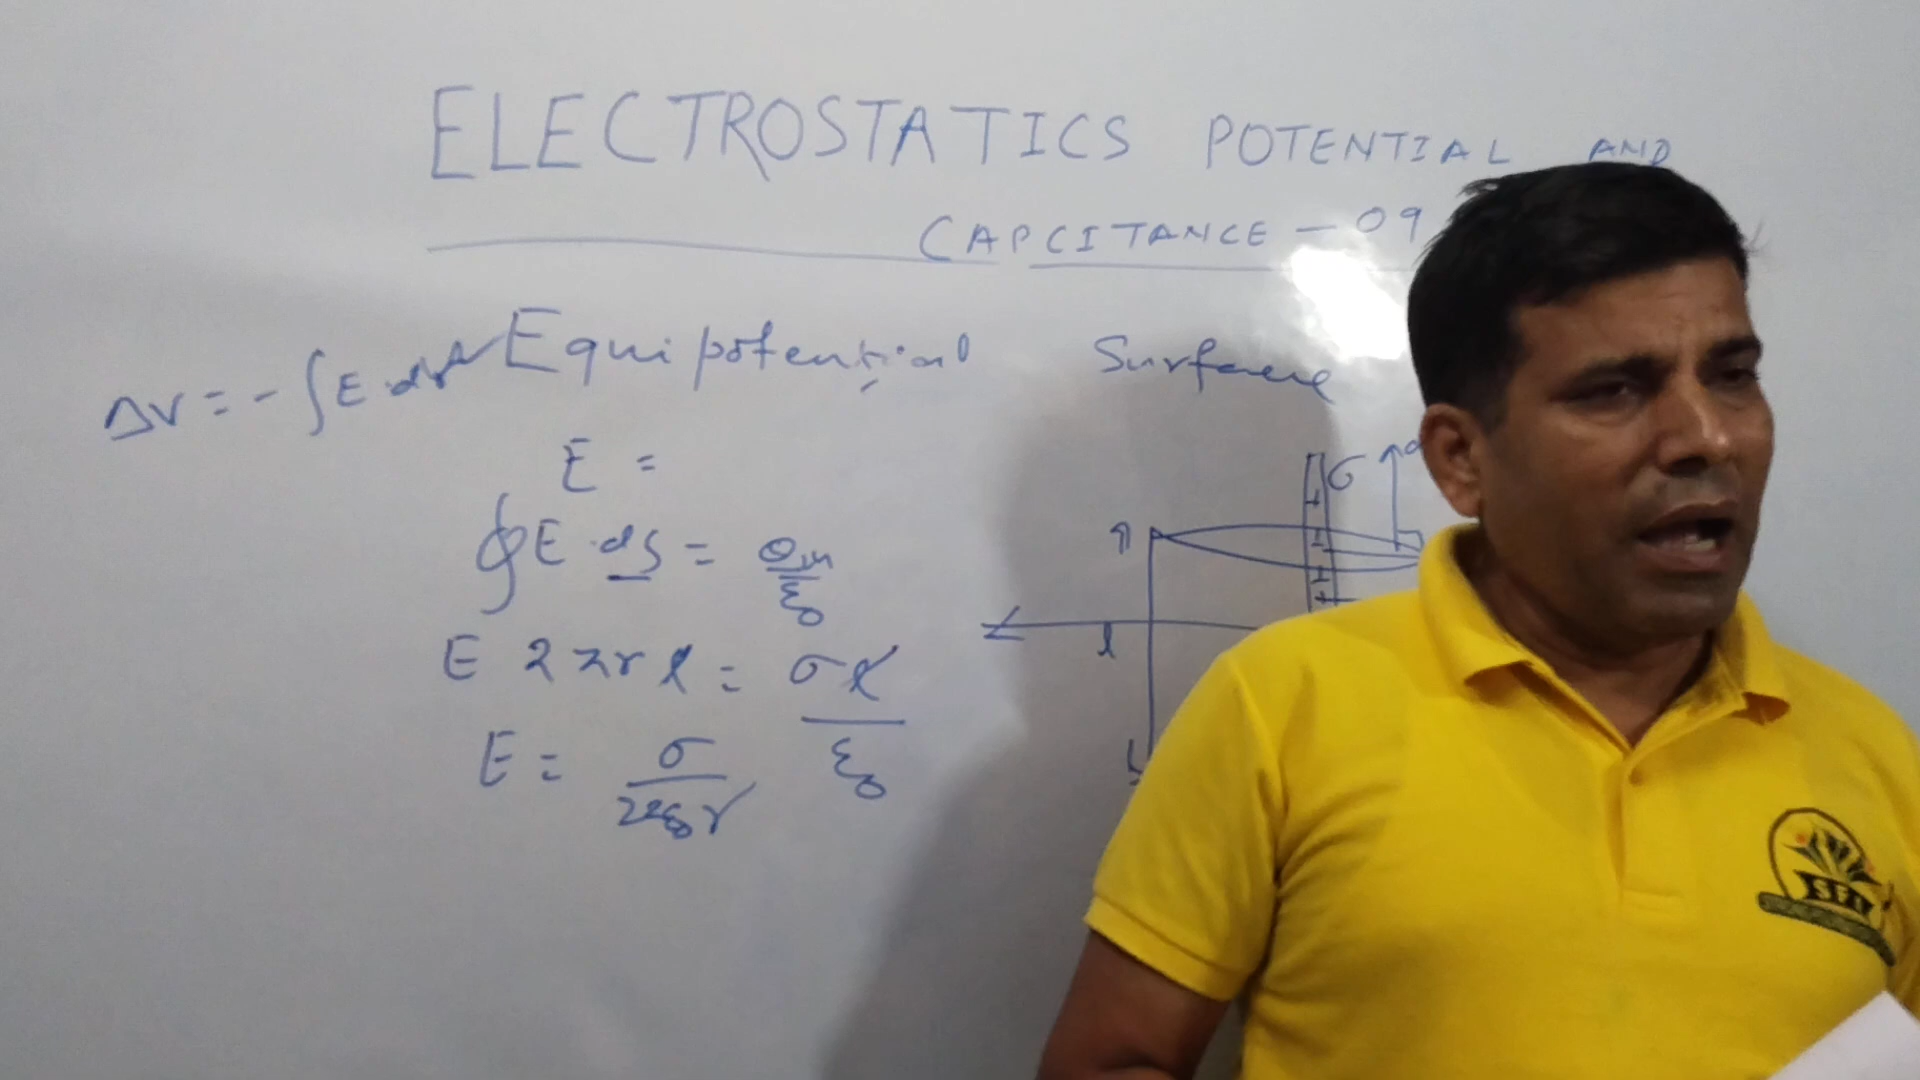 ELECTROSTATICS POTENTIAL AND
CAPCITANCE - 09
Equipotential Surface
ΔV = - ∫ E.dr
E =
∮ E.ds = Qin/ε0
E 2πrl = σl/ε0
E = σ/2πε0r
σ
l